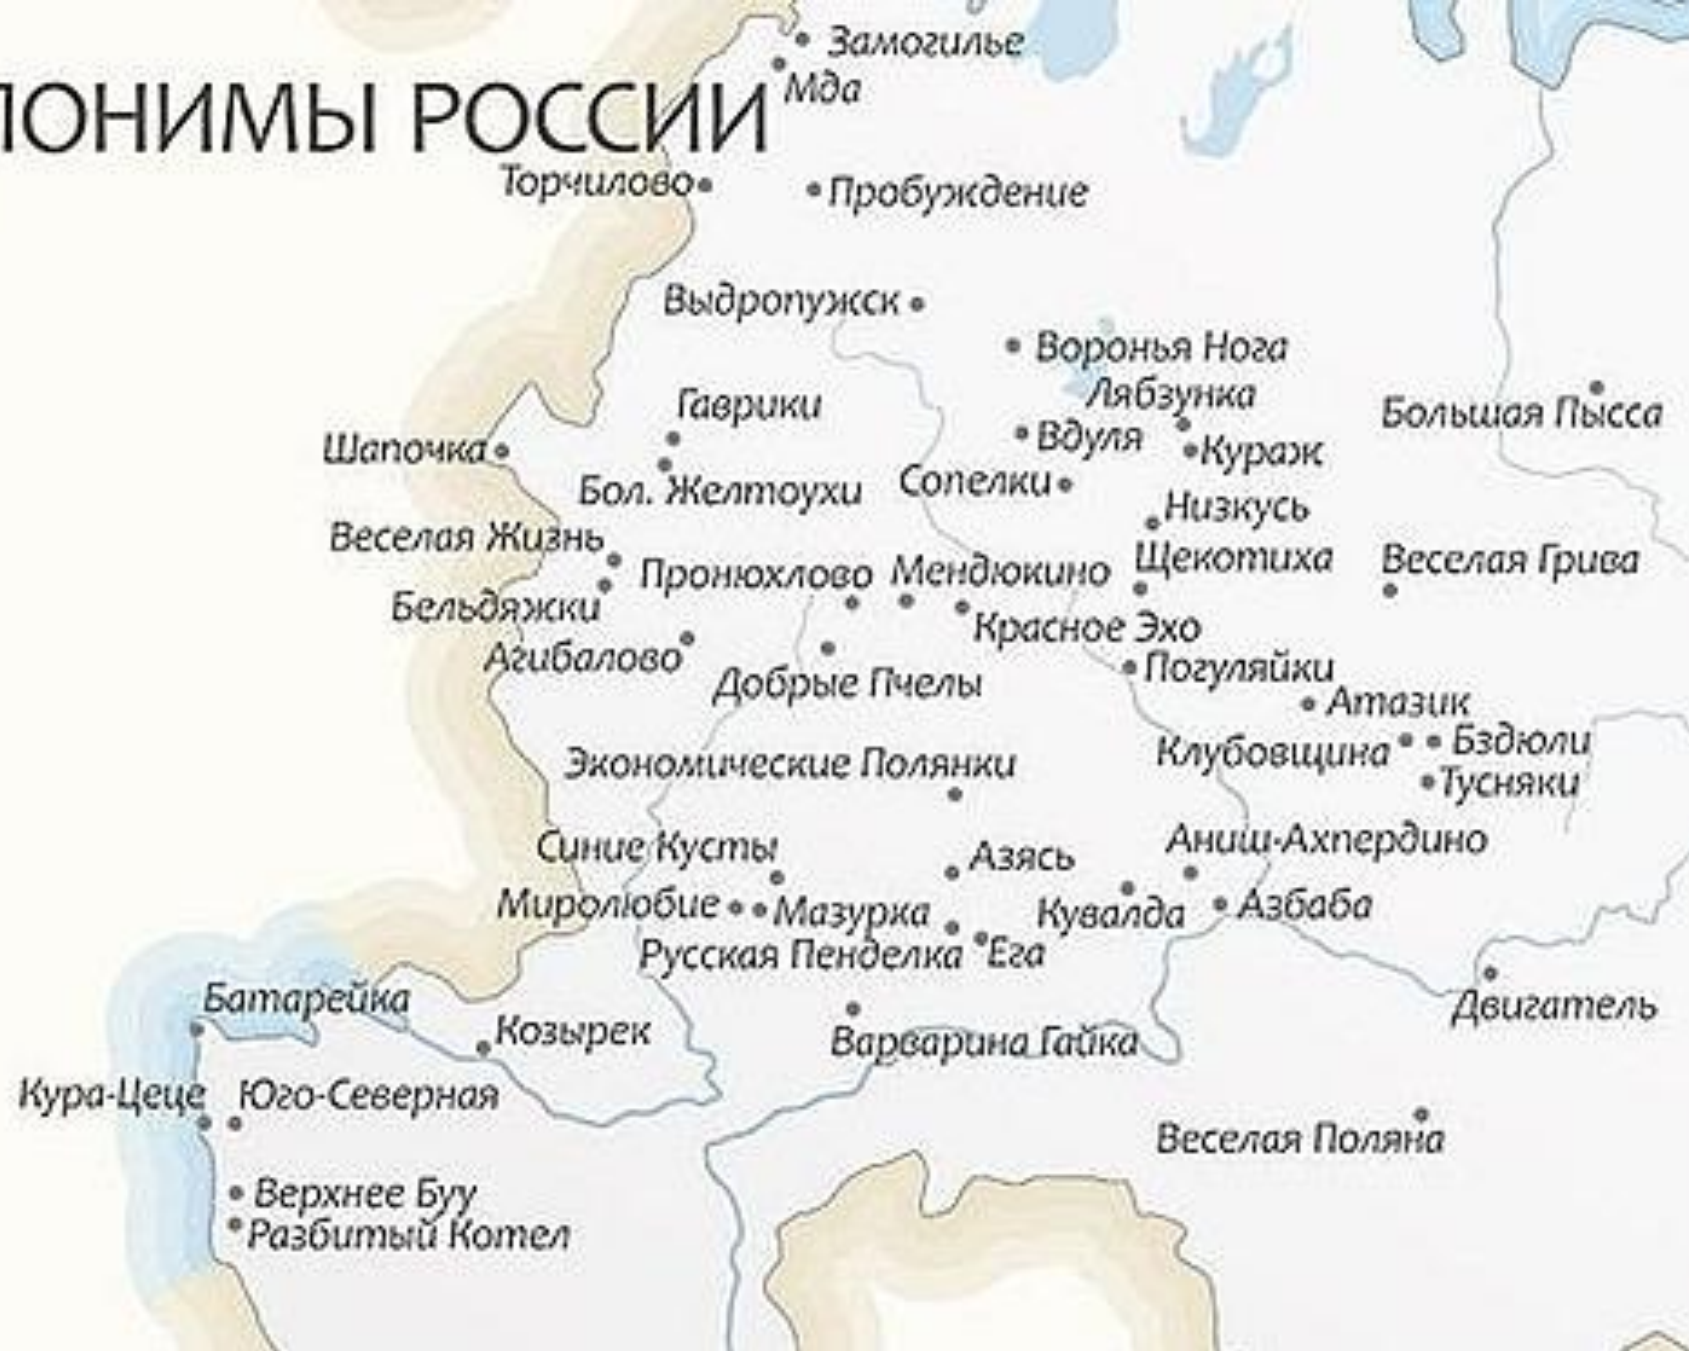 Замогилье
Мда
ПОНИМЫ РОССИИ
Торчилово
Пробуждение
Выдропужск
Воронья Нога
Лябзунка
Гаврики
Большая Пысса
Вдуля
Шапочка
Кураж
Сопелки
Бол. Желтоухи
Низкусь
Веселая Жизнь
Щекотиха
Веселая Грива
Пронюхлово
Мендюкино
Бельдяжки
Красное Эхо
Агибалово
Погуляйки
Добрые Пчелы
Атазик
Клубовщина
Бздюли
Экономические Полянки
Тусняки
Аниш-Ахпердино
Синие Кусты
Азясь
Миролюбие
Мазурка
Кувалда
Азбаба
Русская Пенделка
Ега
Батарейка
Двигатель
Козырек
Варварина Гайка
Кура-Цеце
Юго-Северная
Веселая Поляна
Верхнее Буу
Разбитый Котел